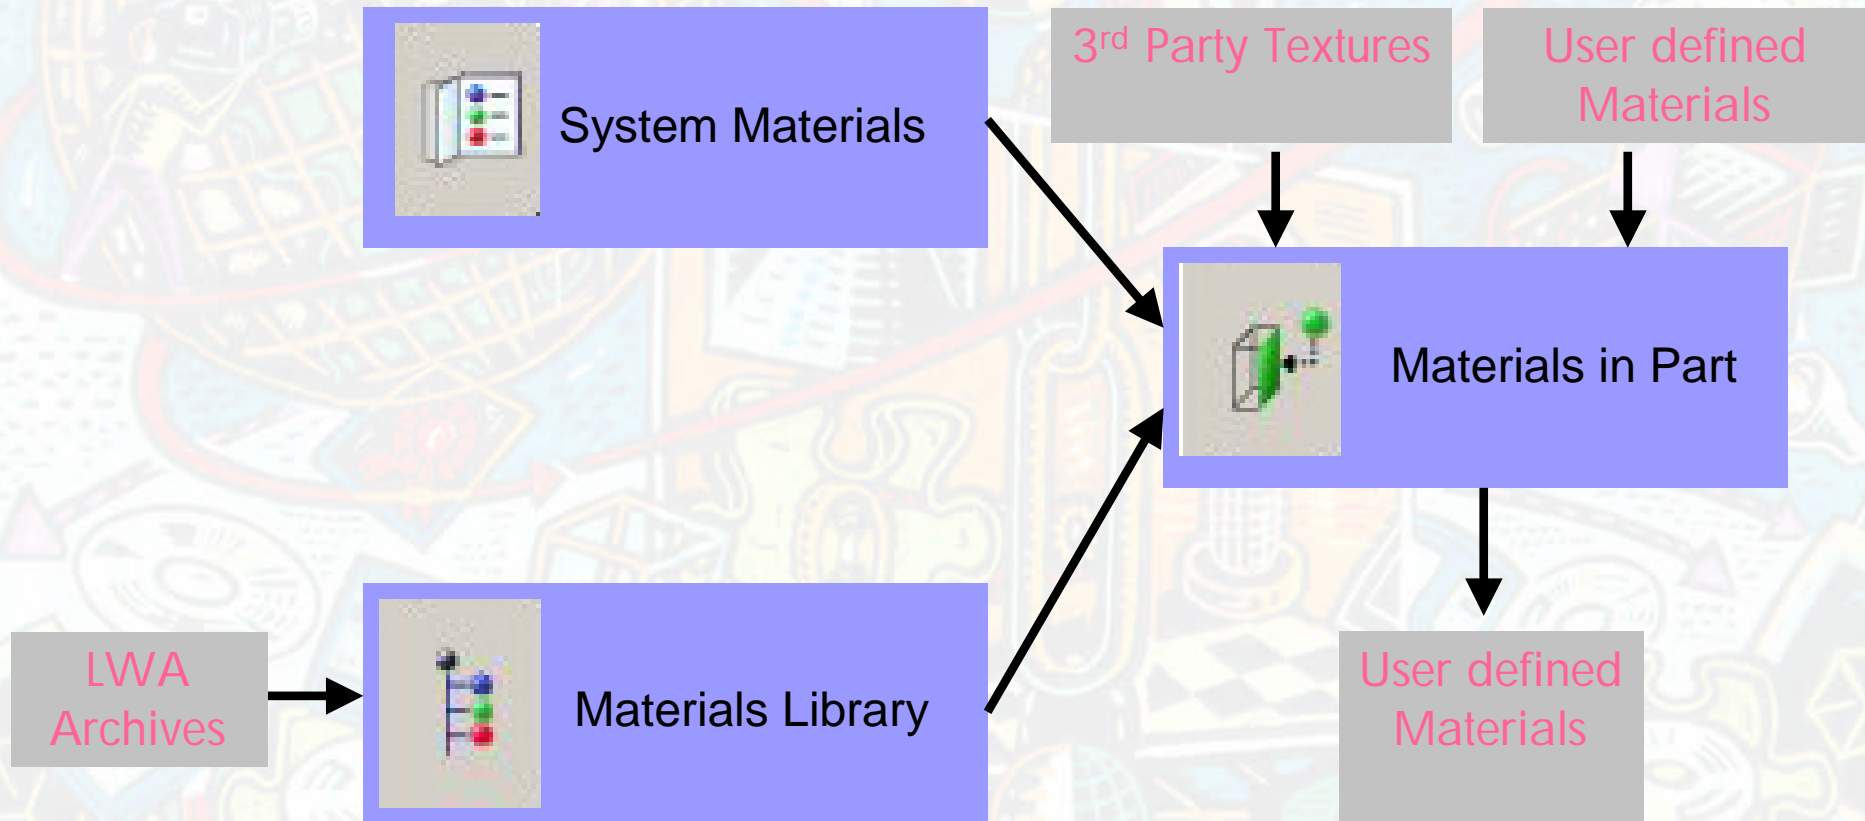 System Materials
3rd Party Textures
User defined
Materials
Materials in Part
LWA
Archives
Materials Library
User defined
Materials